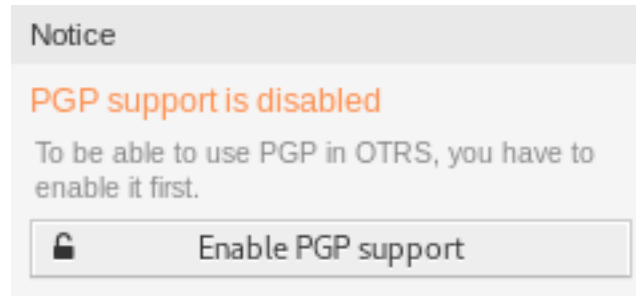 Notice
PGP support is disabled
To be able to use PGP in OTRS, you have to
enable it first.
Enable PGP support